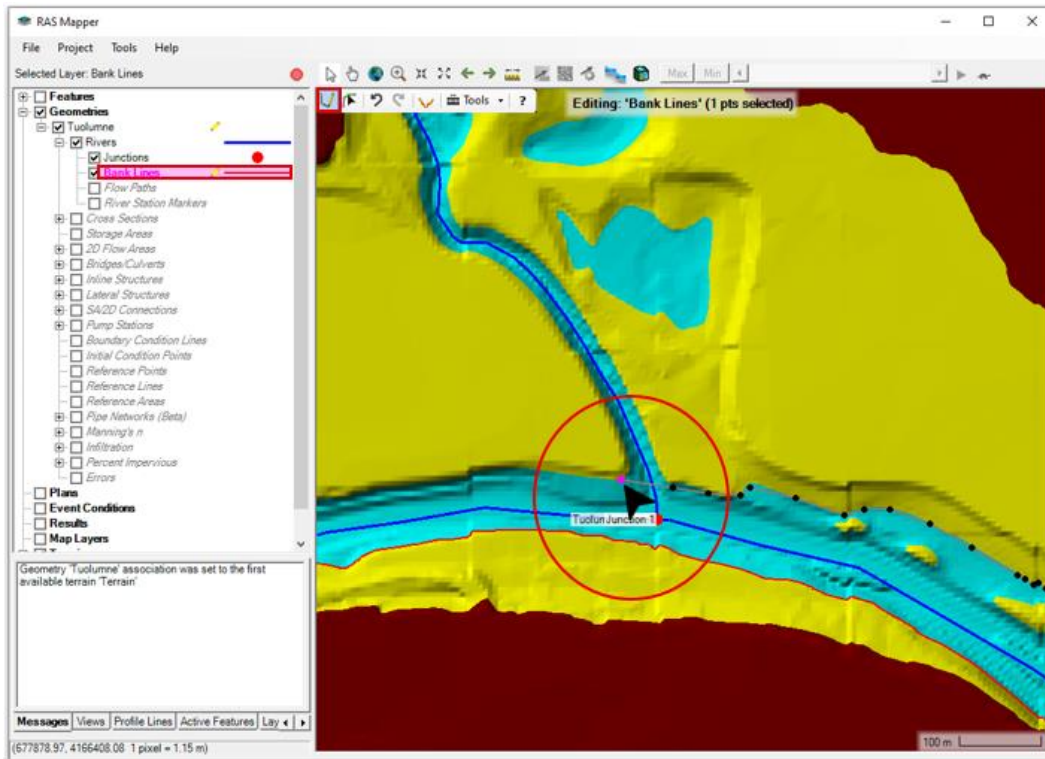 RAS Mapper
File Project Tools Help
Selected Layer: Bank Lines
Max Min
Features
Geometries
Tuolumne
Rivers
Junctions
Bank Lines
Flow Paths
River Station Markers
Cross Sections
Storage Areas
2D Flow Areas
Bridges/Culverts
Inline Structures
Lateral Structures
SA/2D Connections
Pump Stations
Boundary Condition Lines
Initial Condition Points
Reference Points
Reference Lines
Reference Areas
Pipe Networks (Beta)
Manning's n
Infiltration
Percent Impervious
Errors
Plans
Event Conditions
Results
Map Layers
Tools ?
Editing: 'Bank Lines' (1 pts selected)
Tuolun Junction 1
100 m
Geometry 'Tuolumne' association was set to the first
available terrain 'Terrain'
Messages Views Profile Lines Active Features Lay
(677878.97, 4166408.08 1 pixel = 1.15 m)